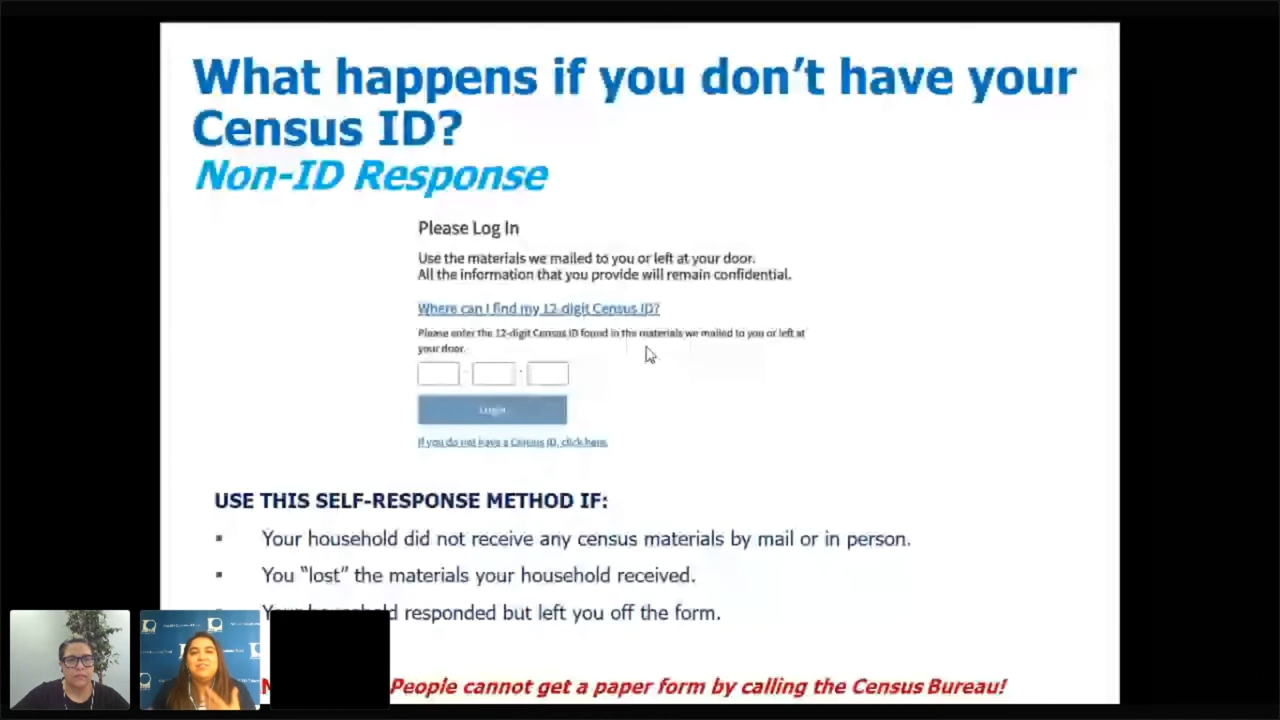 What happens if you don't have your
Census ID?
Non-ID Response
Please Log In
Use the materials we mailed to you or left at your door.
All the information that you provide will remain confidential.
Where can I find my 12-digit Census ID?
Please enter the 12-digit Census ID found in the materials we mailed to you or left at
your door.
Login
If you do not have a Census ID, click here.
USE THIS SELF-RESPONSE METHOD IF:
▪ Your household did not receive any census materials by mail or in person.
▪ You "lost" the materials your household received.
Your household responded but left you off the form.
People cannot get a paper form by calling the Census Bureau!